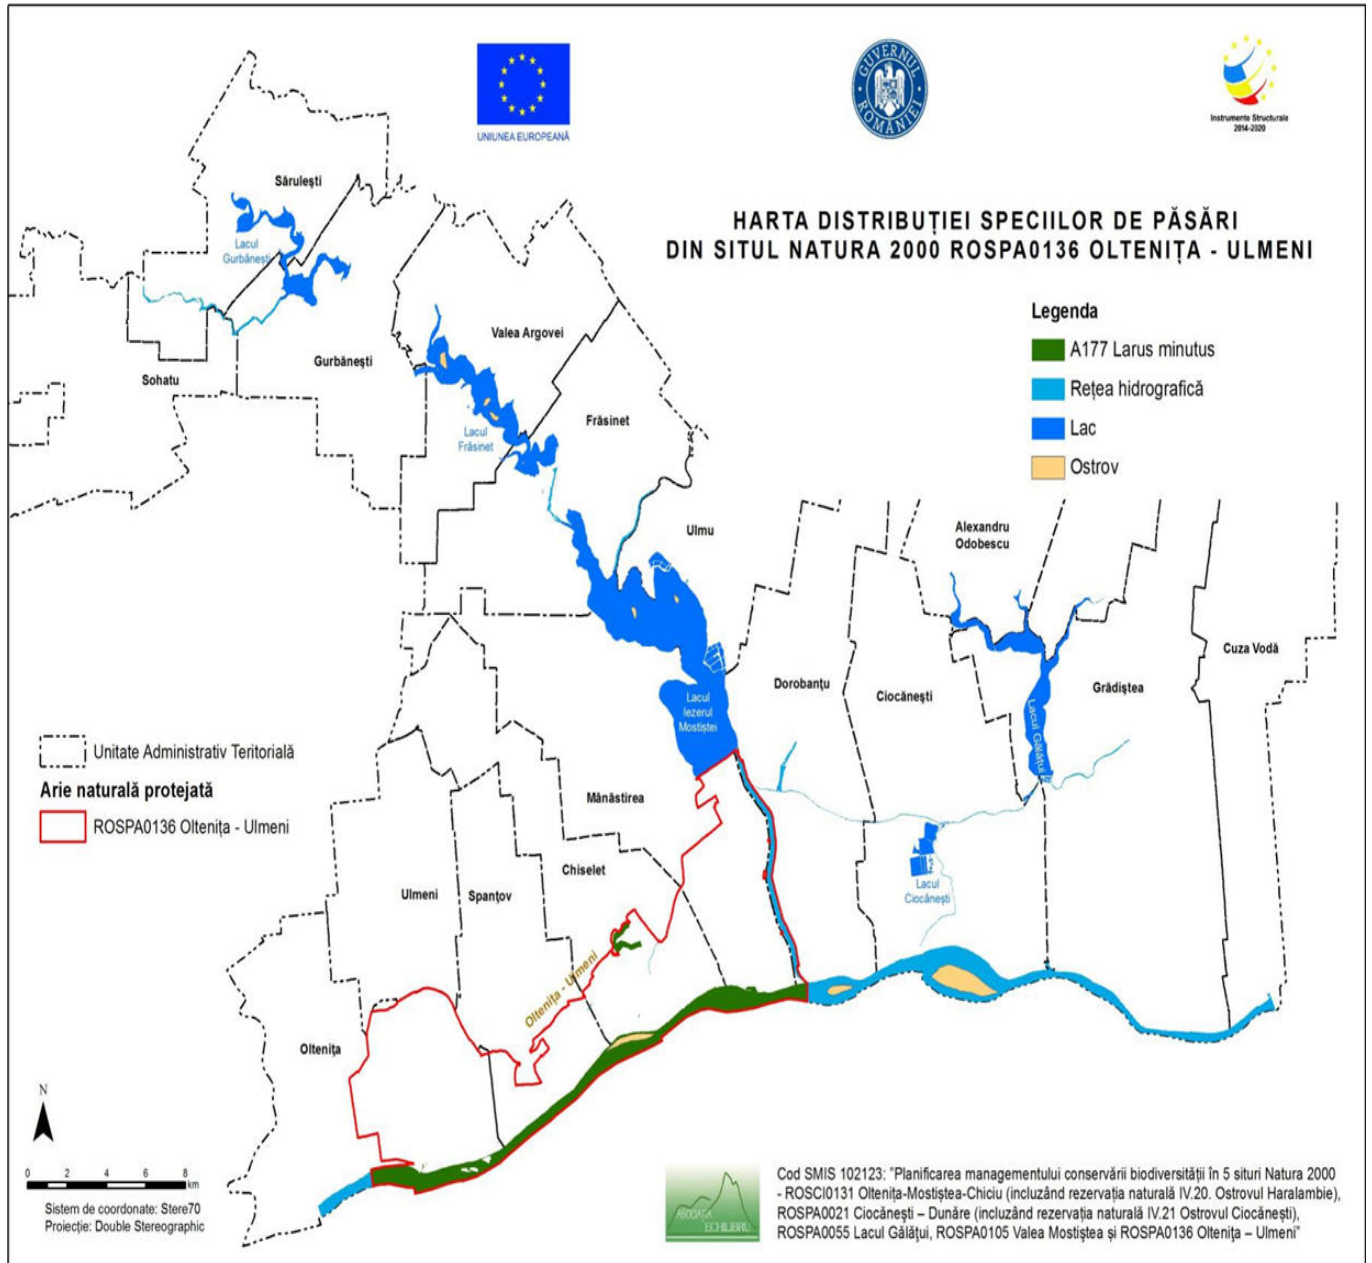 UNIUNEA EUROPEANĂ
GUVERNUL ROMÂNIEI
Instrumente Structurale
2014-2020
HARTA DISTRIBUȚIEI SPECIILOR DE PĂSĂRI
DIN SITUL NATURA 2000 ROSPA0136 OLTENIȚA - ULMENI
Legenda
A177 Larus minutus
Rețea hidrografică
Lac
Ostrov
Sărulești
Lacul
Gurbănești
Sohatu
Gurbănești
Valea Argovei
Lacul
Frăsinet
Frăsinet
Ulmu
Alexandru
Odobescu
Cuza Vodă
Dorobanțu
Ciocănești
Grădiștea
Lacul
Iezerul
Mostiștei
Lacul Gălățui
Unitate Administrativ Teritorială
Arie naturală protejată
ROSPA0136 Oltenița - Ulmeni
Mânăstirea
Chiselet
Ulmeni
Spanțov
Lacul
Ciocănești
Oltenița - Ulmeni
Oltenița
N
0 2 4 6 8
km
Sistem de coordonate: Stere70
Proiecție: Double Stereographic
ASOCIAȚIA
ECHILIBRU
Cod SMIS 102123: "Planificarea managementului conservării biodiversității în 5 situri Natura 2000
- ROSCI0131 Oltenița-Mostiștea-Chiciu (incluzând rezervația naturală IV.20. Ostrovul Haralambie),
ROSPA0021 Ciocănești – Dunăre (incluzând rezervația naturală IV.21 Ostrovul Ciocănești),
ROSPA0055 Lacul Gălățui, ROSPA0105 Valea Mostiștea și ROSPA0136 Oltenița – Ulmeni"